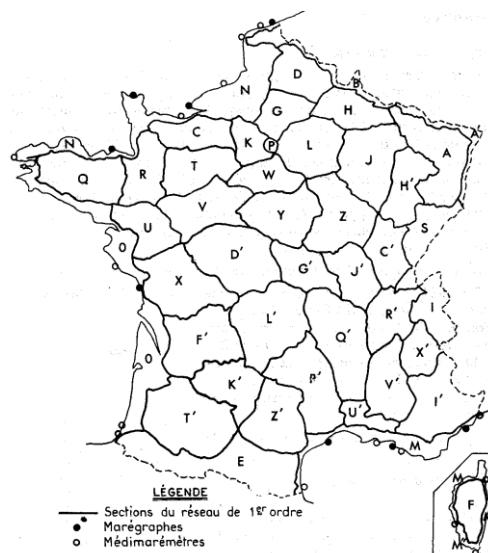 D
B
N
G
H
A
C
K
P
L
A
N
J
R
T
W
H'
Q
V
Y
Z
S
U
O
D'
C'
G'
J'
X
I
L'
R'
F'
Q'
X'
O
K'
P'
V'
I'
T'
Z'
U'
M
E
M
F
M
LÉGENDE
Sections du réseau de 1er ordre
Marégraphes
Médimarémètres